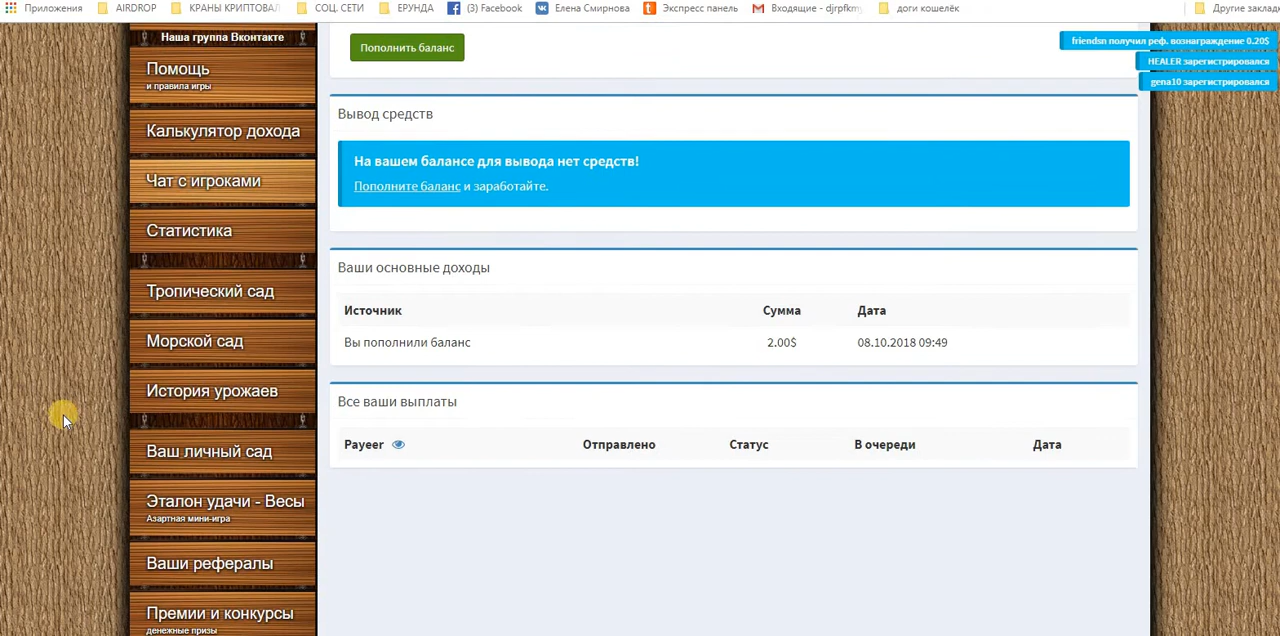 Приложения
AIRDROP
КРАНЫ КРИПТОВАЛ
СОЦ. СЕТИ
ЕРУНДА
(3) Facebook
Елена Смирнова
Экспресс панель
Входящие - djrpfkmy
доги кошелёк
Другие закладк
Наша группа Вконтакте
Помощь
и правила игры
Калькулятор дохода
Чат с игроками
Статистика
Тропический сад
Морской сад
История урожаев
Ваш личный сад
Эталон удачи - Весы
Азартная мини-игра
Ваши рефералы
Премии и конкурсы
денежные призы
Пополнить баланс
friendsn получил реф. вознаграждение 0.20$
HEALER зарегистрировался
gena10 зарегистрировался
Вывод средств
На вашем балансе для вывода нет средств!
Пополните баланс и заработайте.
Ваши основные доходы
Источник Сумма Дата
Вы пополнили баланс 2.00$ 08.10.2018 09:49
Все ваши выплаты
Payeer Отправлено Статус В очереди Дата